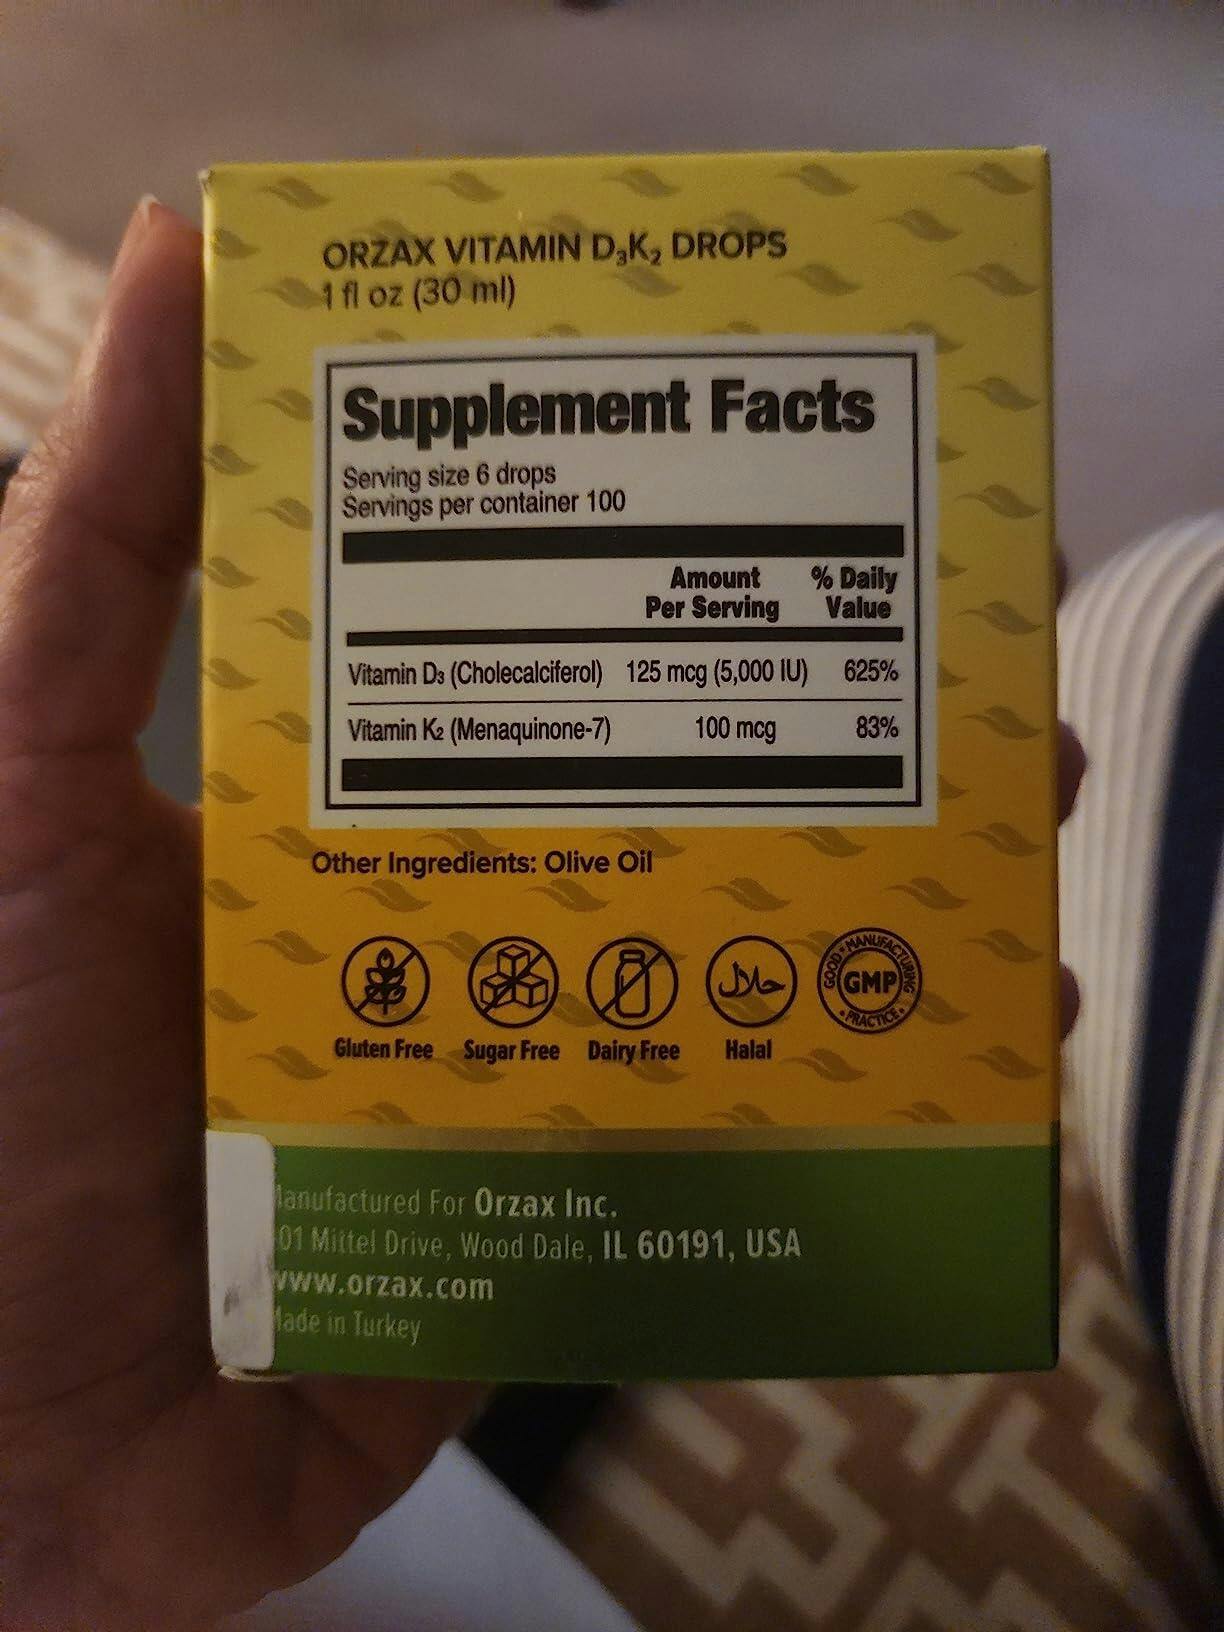 ORZAX VITAMIN D₃K₂ DROPS
1 fl oz (30 ml)
Supplement Facts
Serving size 6 drops
Servings per container 100
Amount Per Serving % Daily Value
Vitamin D₃ (Cholecalciferol) 125 mcg (5,000 IU) 625%
Vitamin K₂ (Menaquinone-7) 100 mcg 83%
Other Ingredients: Olive Oil
حلال
GOOD MANUFACTURING PRACTICE
GMP
Gluten Free Sugar Free Dairy Free Halal
anufactured For Orzax Inc.
01 Mittel Drive, Wood Dale, IL 60191, USA
www.orzax.com
ade in Turkey